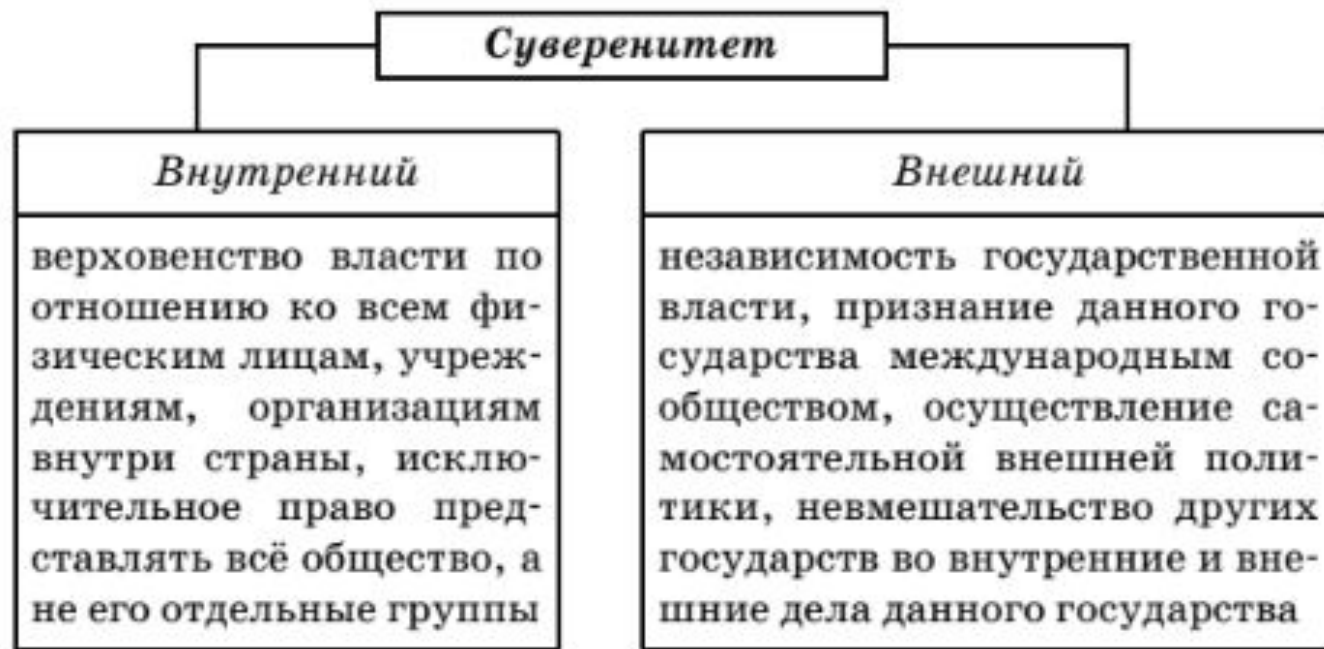 Суверенитет
Внутренний
верховенство власти по
отношению ко всем фи-
зическим лицам, учреж-
дениям, организациям
внутри страны, исклю-
чительное право пред-
ставлять всё общество, а
не его отдельные группы
Внешний
независимость государственной
власти, признание данного го-
сударства международным со-
обществом, осуществление са-
мостоятельной внешней поли-
тики, невмешательство других
государств во внутренние и вне-
шние дела данного государства